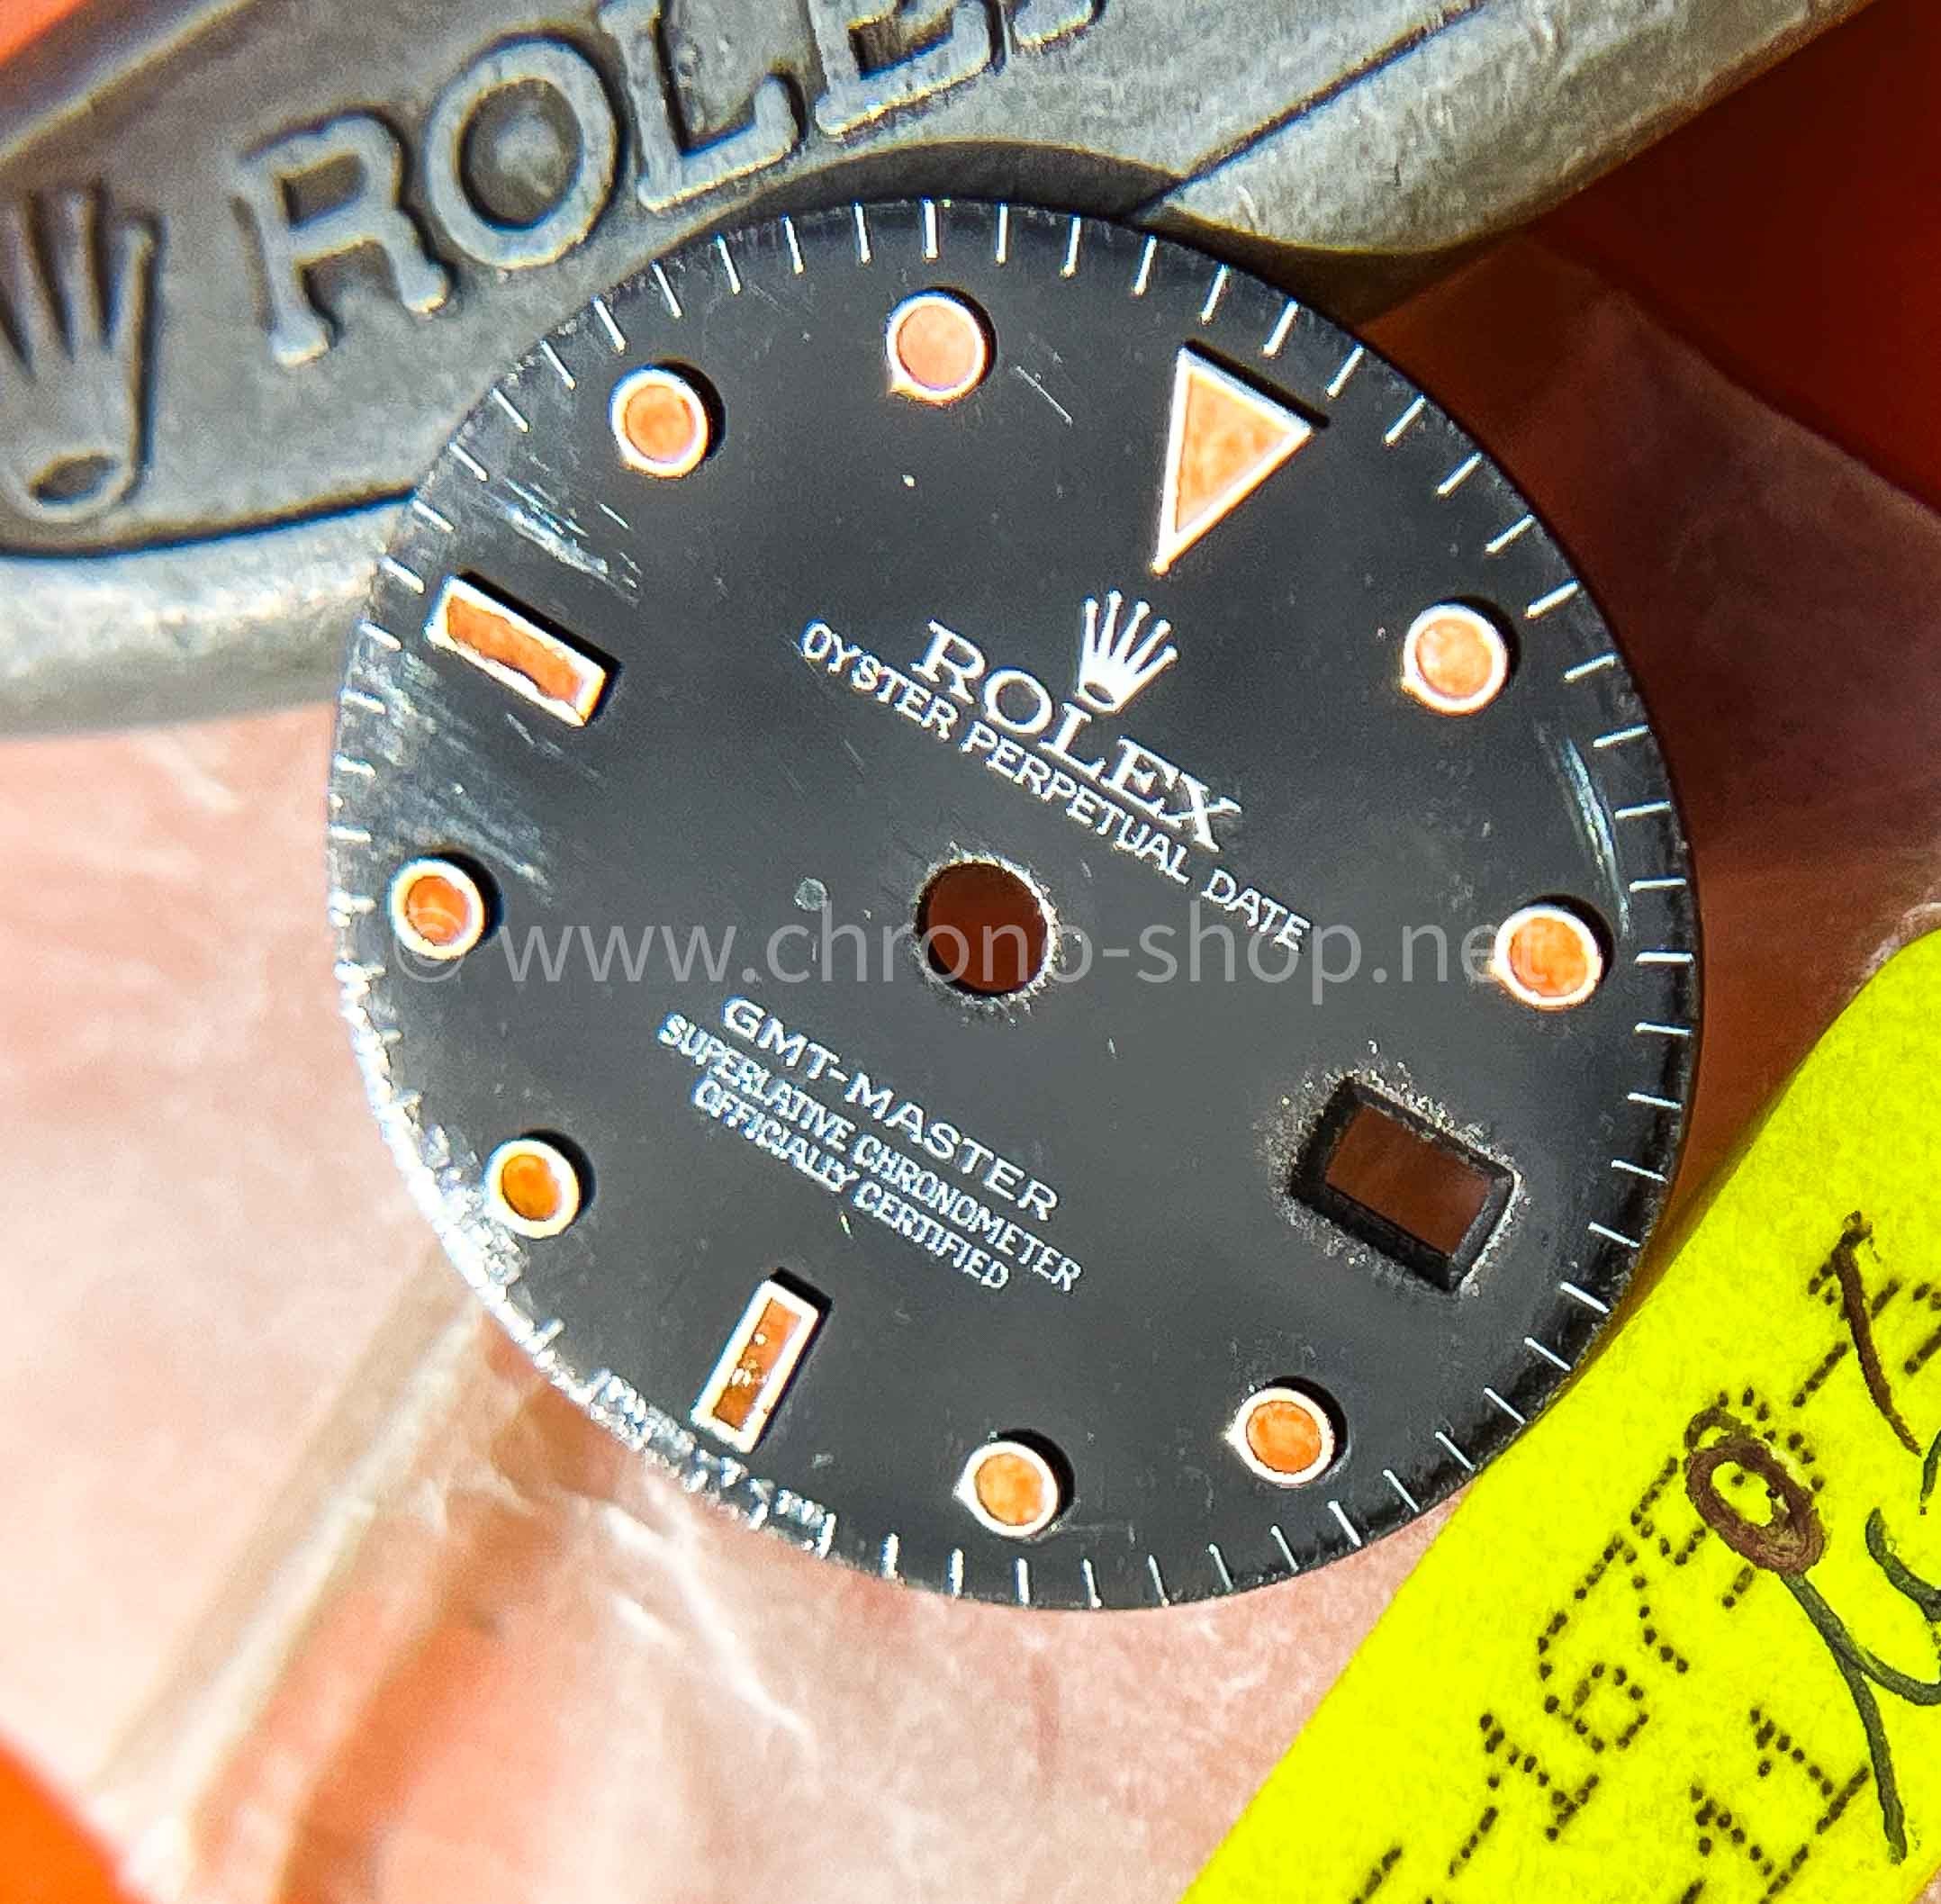 ROLEX
ROLEX
OYSTER PERPETUAL DATE
© www.chrono-shop.net
GMT-MASTER
SUPERLATIVE CHRONOMETER
OFFICIALLY CERTIFIED